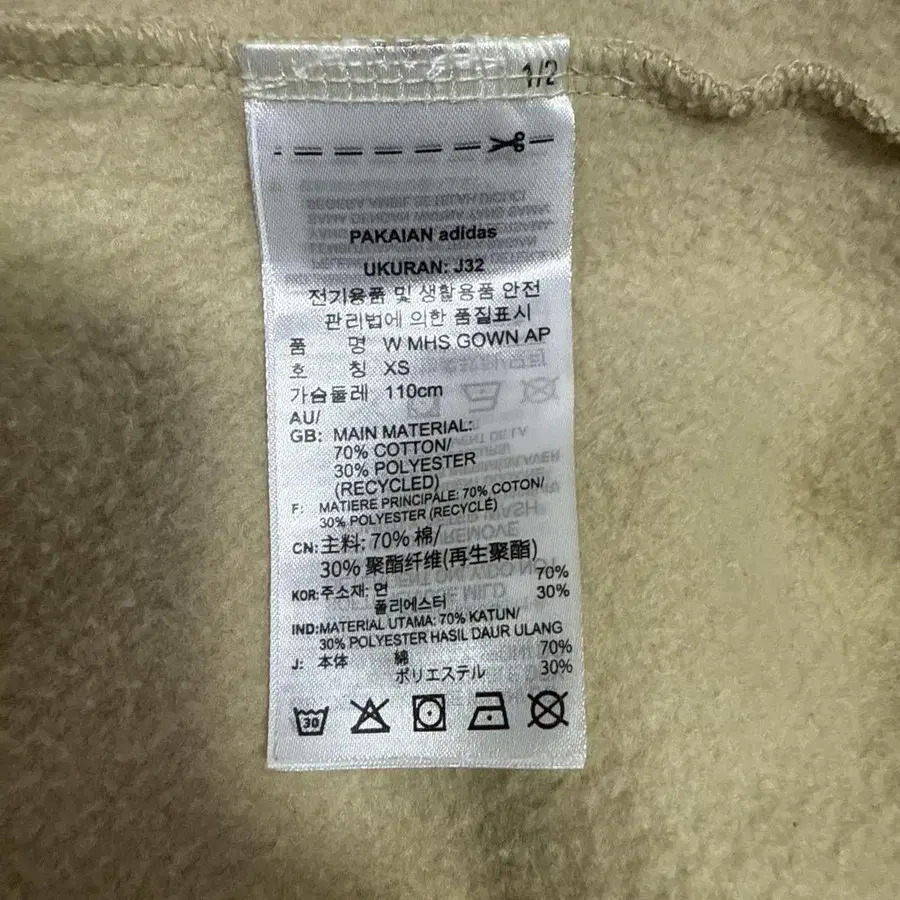 1/2
PAKAIAN adidas
UKURAN: J32
전기용품 및 생활용품 안전
관리법에 의한 품질표시
품 명 W MHS GOWN AP
호 칭 XS
가슴둘레 110cm
AU/
GB: MAIN MATERIAL:
70% COTTON/
30% POLYESTER
(RECYCLED)
F: MATIERE PRINCIPALE: 70% COTON/
30% POLYESTER (RECYCLÉ)
CN: 主料: 70% 棉/
30% 聚酯纤维(再生聚酯)
KOR: 주소재: 면 70%
폴리에스터 30%
IND: MATERIAL UTAMA: 70% KATUN/
30% POLYESTER HASIL DAUR ULANG
J: 本体 綿 70%
ポリエステル 30%
30